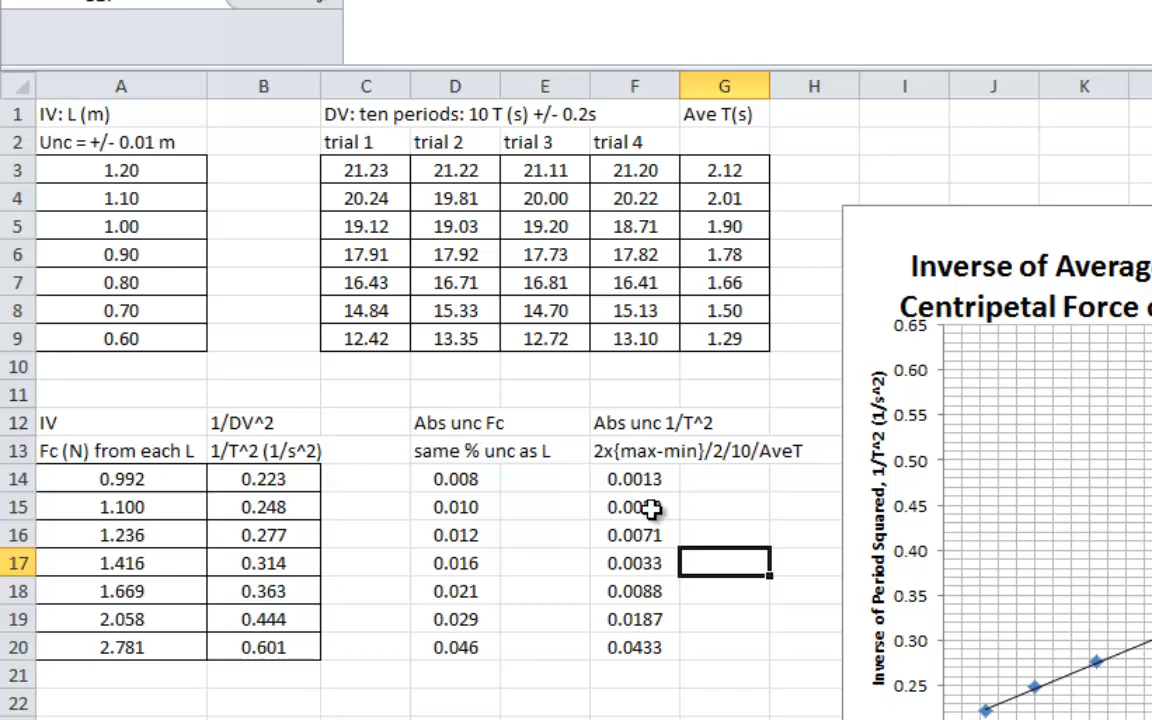 A B C D E F G H I J K
1 IV: L (m) DV: ten periods: 10 T (s) +/- 0.2s Ave T(s)
2 Unc = +/- 0.01 m trial 1 trial 2 trial 3 trial 4
3 1.20 21.23 21.22 21.11 21.20 2.12
4 1.10 20.24 19.81 20.00 20.22 2.01
5 1.00 19.12 19.03 19.20 18.71 1.90
6 0.90 17.91 17.92 17.73 17.82 1.78
7 0.80 16.43 16.71 16.81 16.41 1.66
8 0.70 14.84 15.33 14.70 15.13 1.50
9 0.60 12.42 13.35 12.72 13.10 1.29
10
11
12 IV 1/DV^2 Abs unc Fc Abs unc 1/T^2
13 Fc (N) from each L 1/T^2 (1/s^2) same % unc as L 2x{max-min}/2/10/AveT
14 0.992 0.223 0.008 0.0013
15 1.100 0.248 0.010
16 1.236 0.277 0.012 0.0071
17 1.416 0.314 0.016 0.0033
18 1.669 0.363 0.021 0.0088
19 2.058 0.444 0.029 0.0187
20 2.781 0.601 0.046 0.0433
21
22
Inverse of
Centripetal Force
Inverse of Period Squared, 1/T^2 (1/s^2)
0.65
0.60
0.55
0.50
0.45
0.40
0.35
0.30
0.25